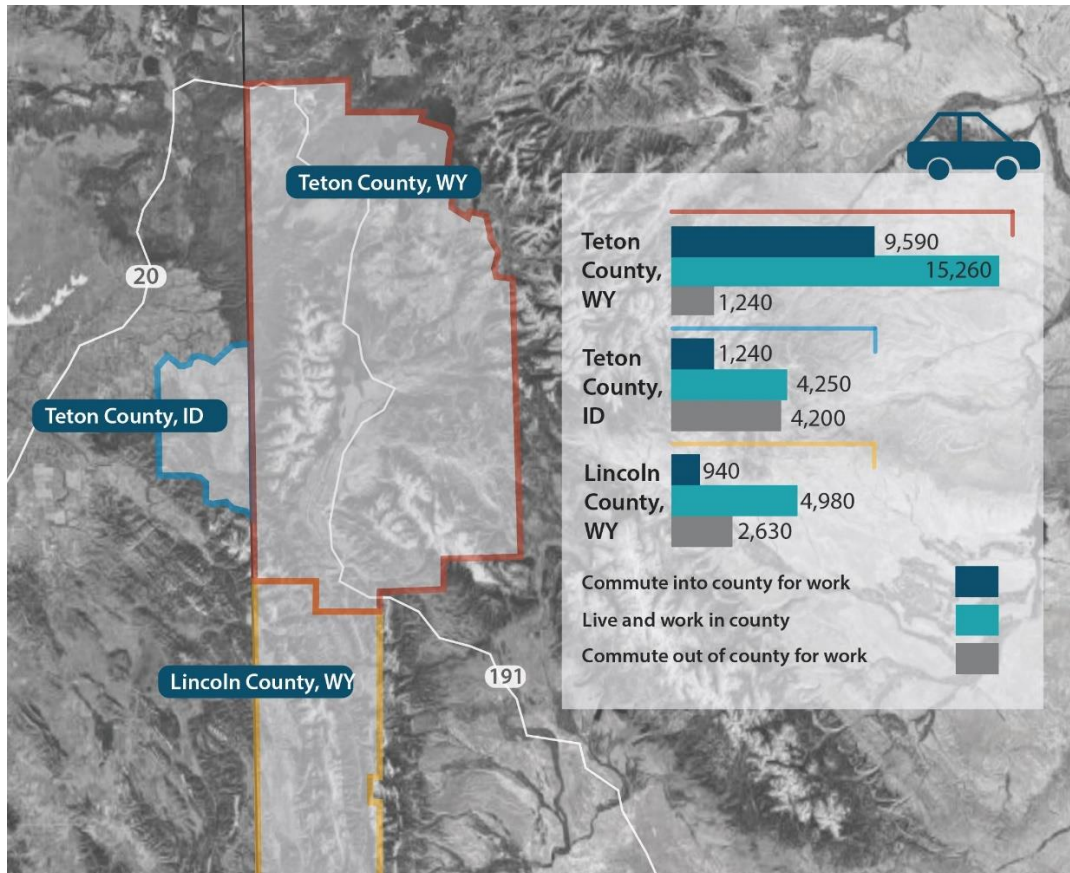 Teton County, WY
20
Teton County, ID
Lincoln County, WY
191
Teton
County,
WY
9,590
15,260
1,240
Teton
County,
ID
1,240
4,250
4,200
Lincoln
County,
WY
940
4,980
2,630
Commute into county for work
Live and work in county
Commute out of county for work